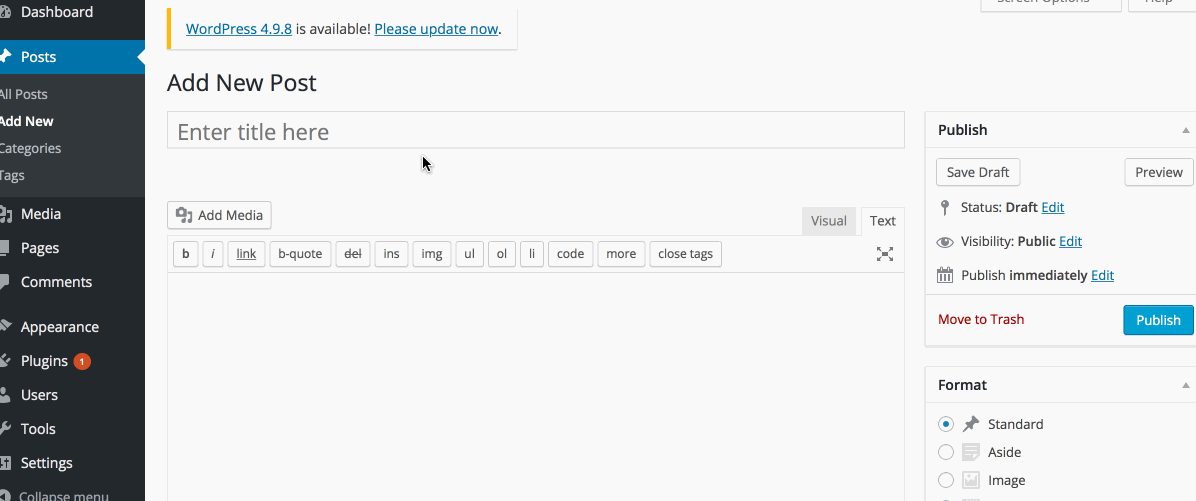 Dashboard
Posts
All Posts
Add New
Categories
Tags
Media
Pages
Comments
Appearance
Plugins 1
Users
Tools
Settings
Collapse menu
Screen Options
Help
WordPress 4.9.8 is available! Please update now.
Add New Post
Enter title here
Add Media
Visual
Text
b i link b-quote del ins img ul ol li code more close tags
Publish
Save Draft
Preview
Status: Draft Edit
Visibility: Public Edit
Publish immediately Edit
Move to Trash
Publish
Format
Standard
Aside
Image